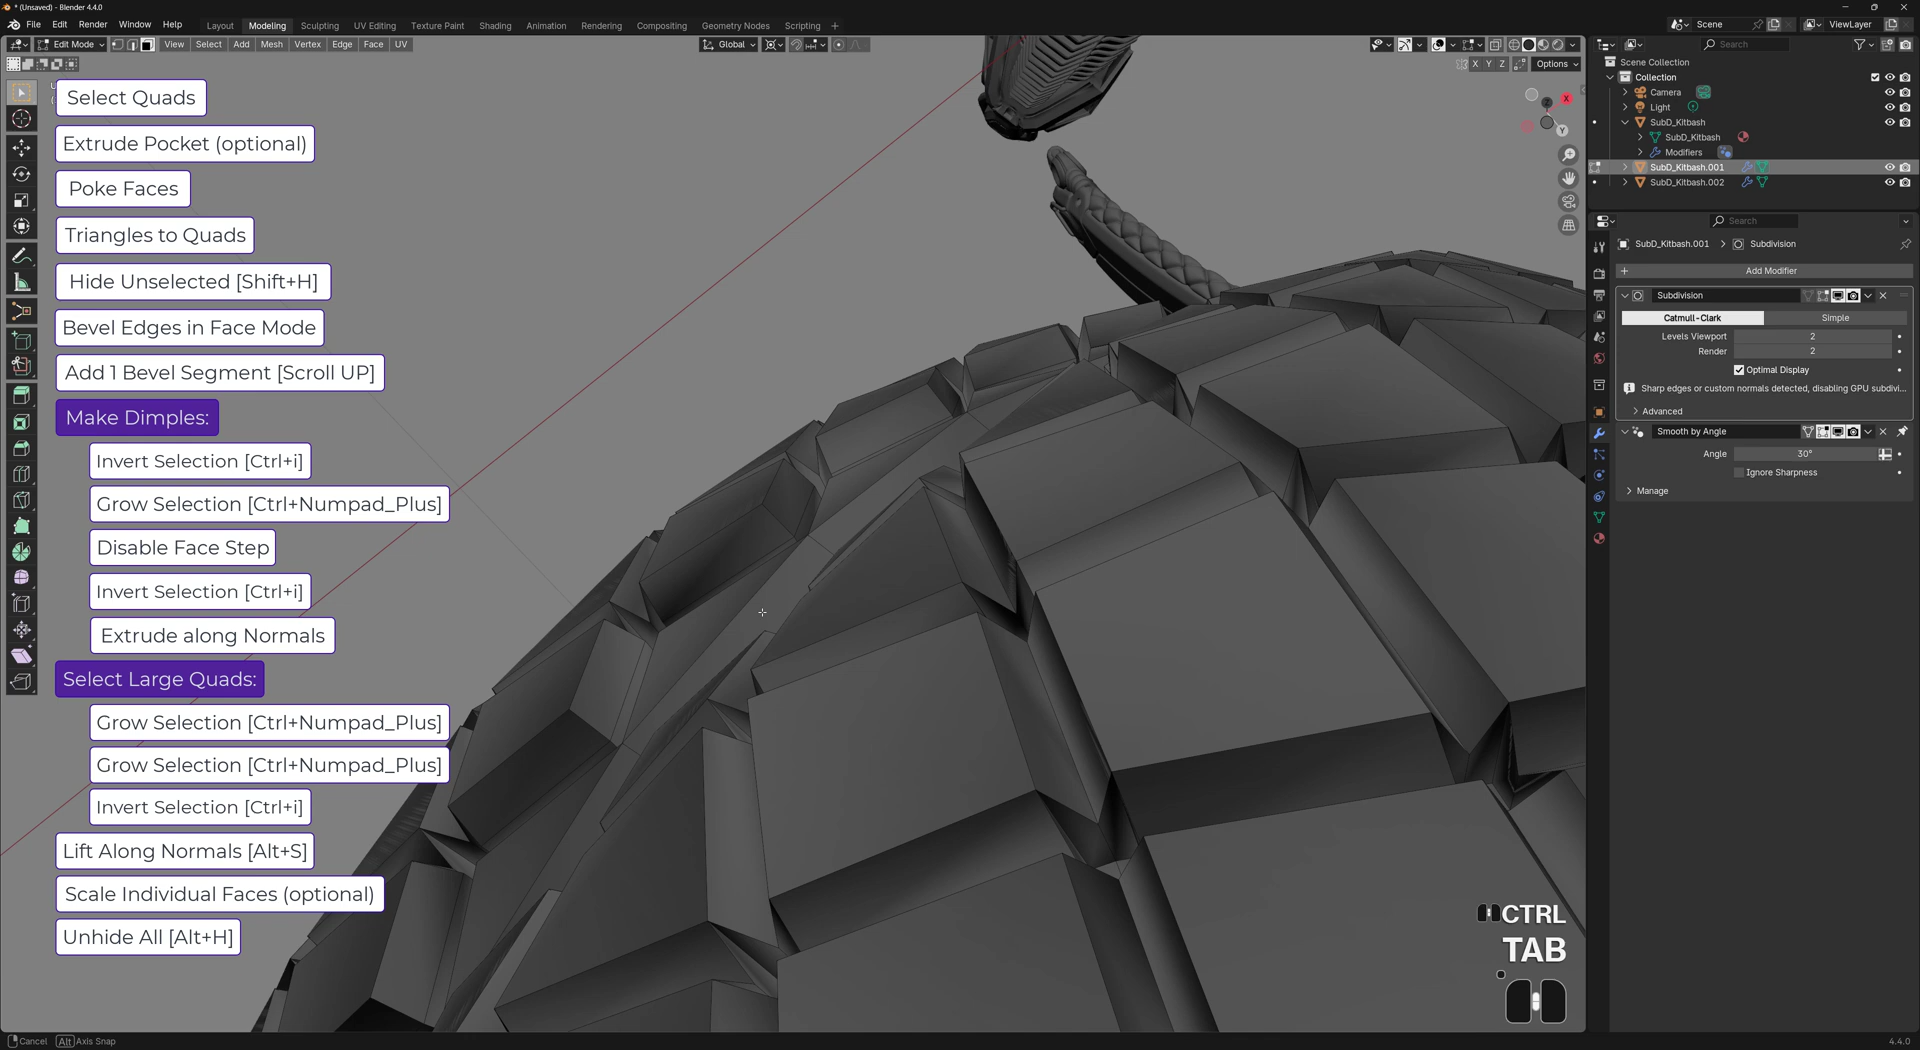 * (Unsaved) - Blender 4.4.0
File Edit Render Window Help
Layout Modeling Sculpting UV Editing Texture Paint Shading Animation Rendering Compositing Geometry Nodes Scripting +
Scene
ViewLayer
Edit Mode View Select Add Mesh Vertex Edge Face UV
Global
X Y Z
Options
Select Quads
Extrude Pocket (optional)
Poke Faces
Triangles to Quads
Hide Unselected [Shift+H]
Bevel Edges in Face Mode
Add 1 Bevel Segment [Scroll UP]
Make Dimples:
Invert Selection [Ctrl+i]
Grow Selection [Ctrl+Numpad_Plus]
Disable Face Step
Invert Selection [Ctrl+i]
Extrude along Normals
Select Large Quads:
Grow Selection [Ctrl+Numpad_Plus]
Grow Selection [Ctrl+Numpad_Plus]
Invert Selection [Ctrl+i]
Lift Along Normals [Alt+S]
Scale Individual Faces (optional)
Unhide All [Alt+H]
X
Z
Y
CTRL
TAB
Search
Scene Collection
Collection
Camera
Light
SubD_Kitbash
SubD_Kitbash
Modifiers
SubD_Kitbash.001
SubD_Kitbash.002
Search
SubD_Kitbash.001 > Subdivision
+ Add Modifier
Subdivision
Catmull-Clark Simple
Levels Viewport 2
Render 2
Optimal Display
Sharp edges or custom normals detected, disabling GPU subdivi...
Advanced
Smooth by Angle
Angle 30°
Ignore Sharpness
Manage
Cancel Alt Axis Snap
4.4.0